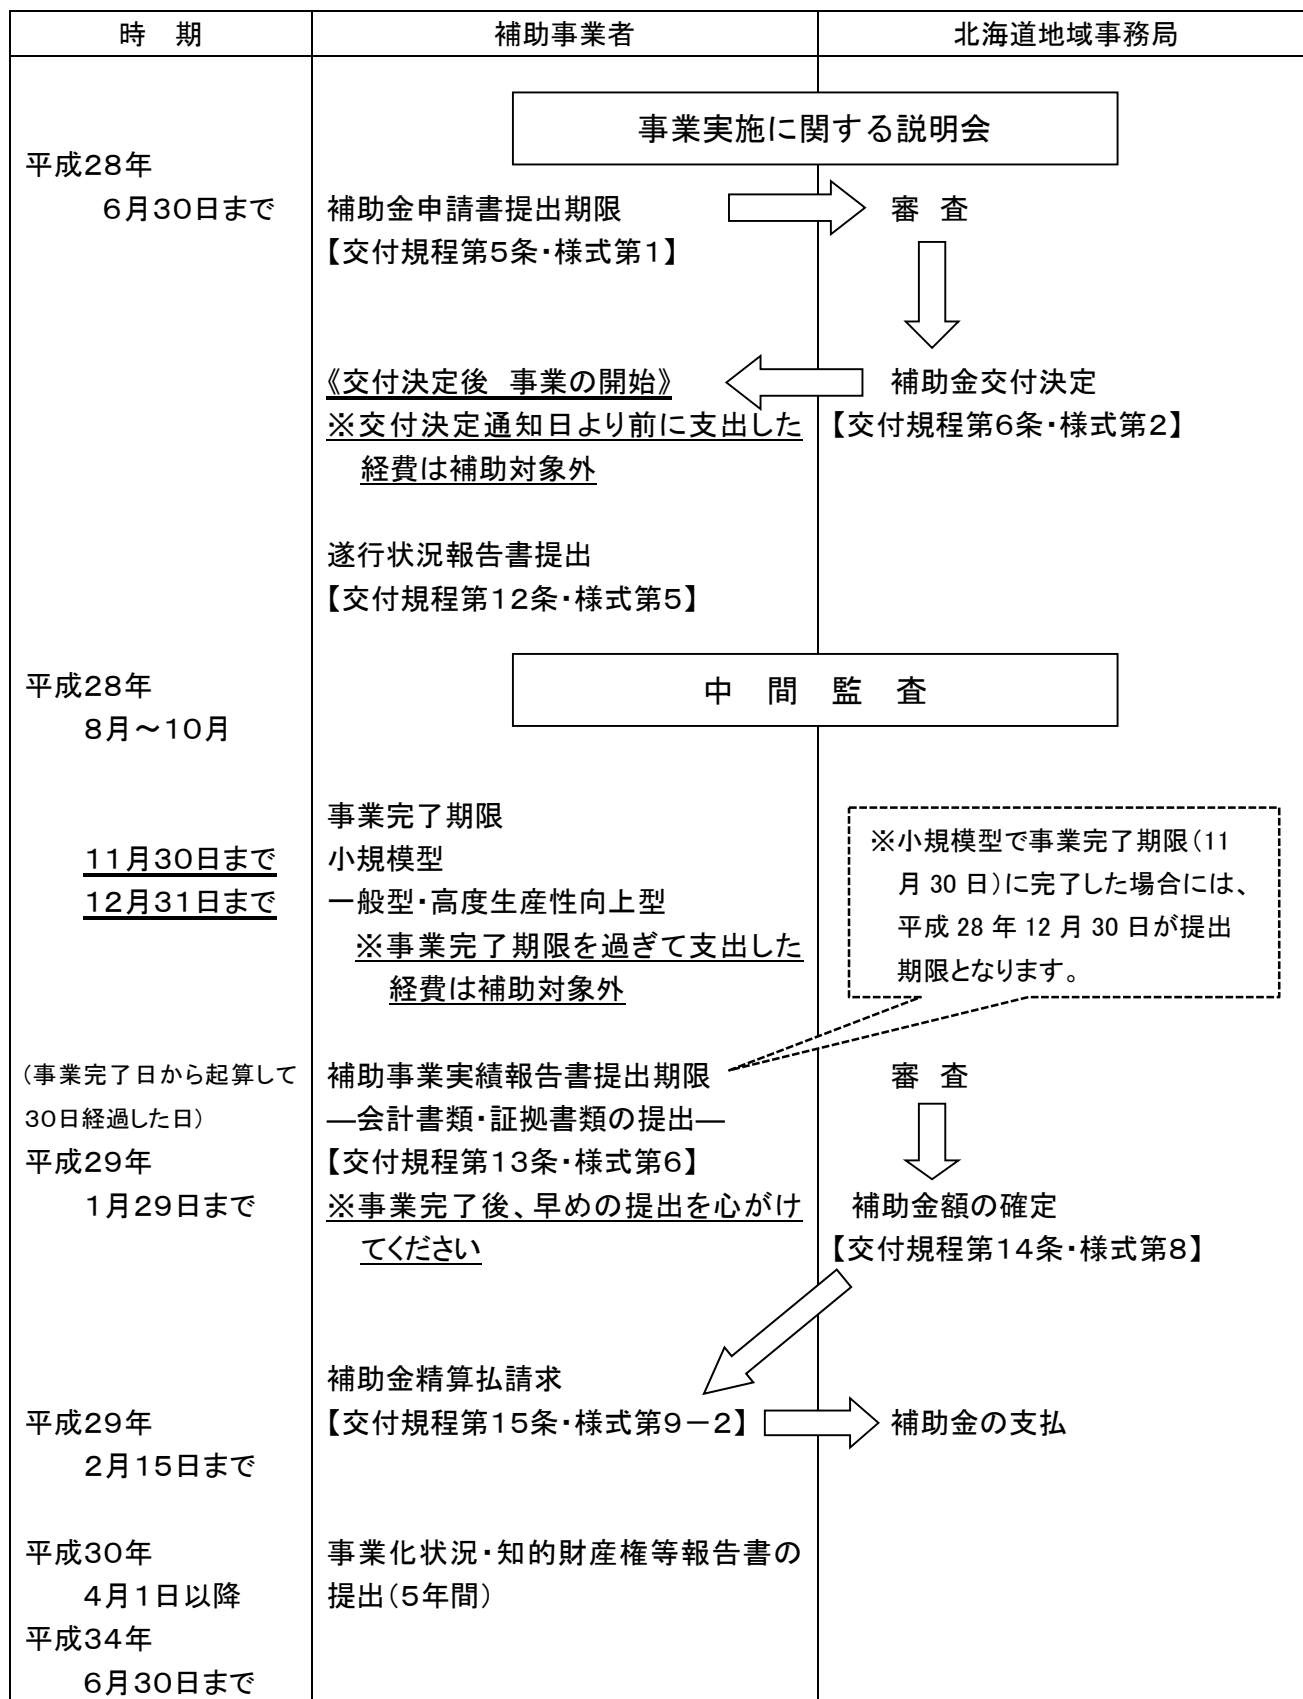 時　期
補助事業者
北海道地域事務局
事業実施に関する説明会
平成２８年
６月３０日まで
補助金申請書提出期限
審　査
【交付規程第５条・様式第１】
《交付決定後　事業の開始》
補助金交付決定
※交付決定通知日より前に支出した
【交付規程第６条・様式第２】
経費は補助対象外
遂行状況報告書提出
【交付規程第１２条・様式第５】
平成２８年
中　間　監　査
８月～１０月
事業完了期限
１１月３０日まで
小規模型
１２月３１日まで
一般型・高度生産性向上型
※事業完了期限を過ぎて支出した
経費は補助対象外
※小規模型で事業完了期限（11
月 30 日）に完了した場合には、
平成 28 年 12 月 30 日が提出
期限となります。
（事業完了日から起算して
補助事業実績報告書提出期限
審　査
３０日経過した日）
―会計書類・証拠書類の提出―
平成２９年
【交付規程第１３条・様式第６】
１月２９日まで
※事業完了後、早めの提出を心がけ
補助金額の確定
てください
【交付規程第１４条・様式第８】
補助金精算払請求
平成２９年
【交付規程第１５条・様式第９－２】
補助金の支払
２月１５日まで
平成３０年
事業化状況・知的財産権等報告書の
４月１日以降
提出（５年間）
平成３４年
６月３０日まで